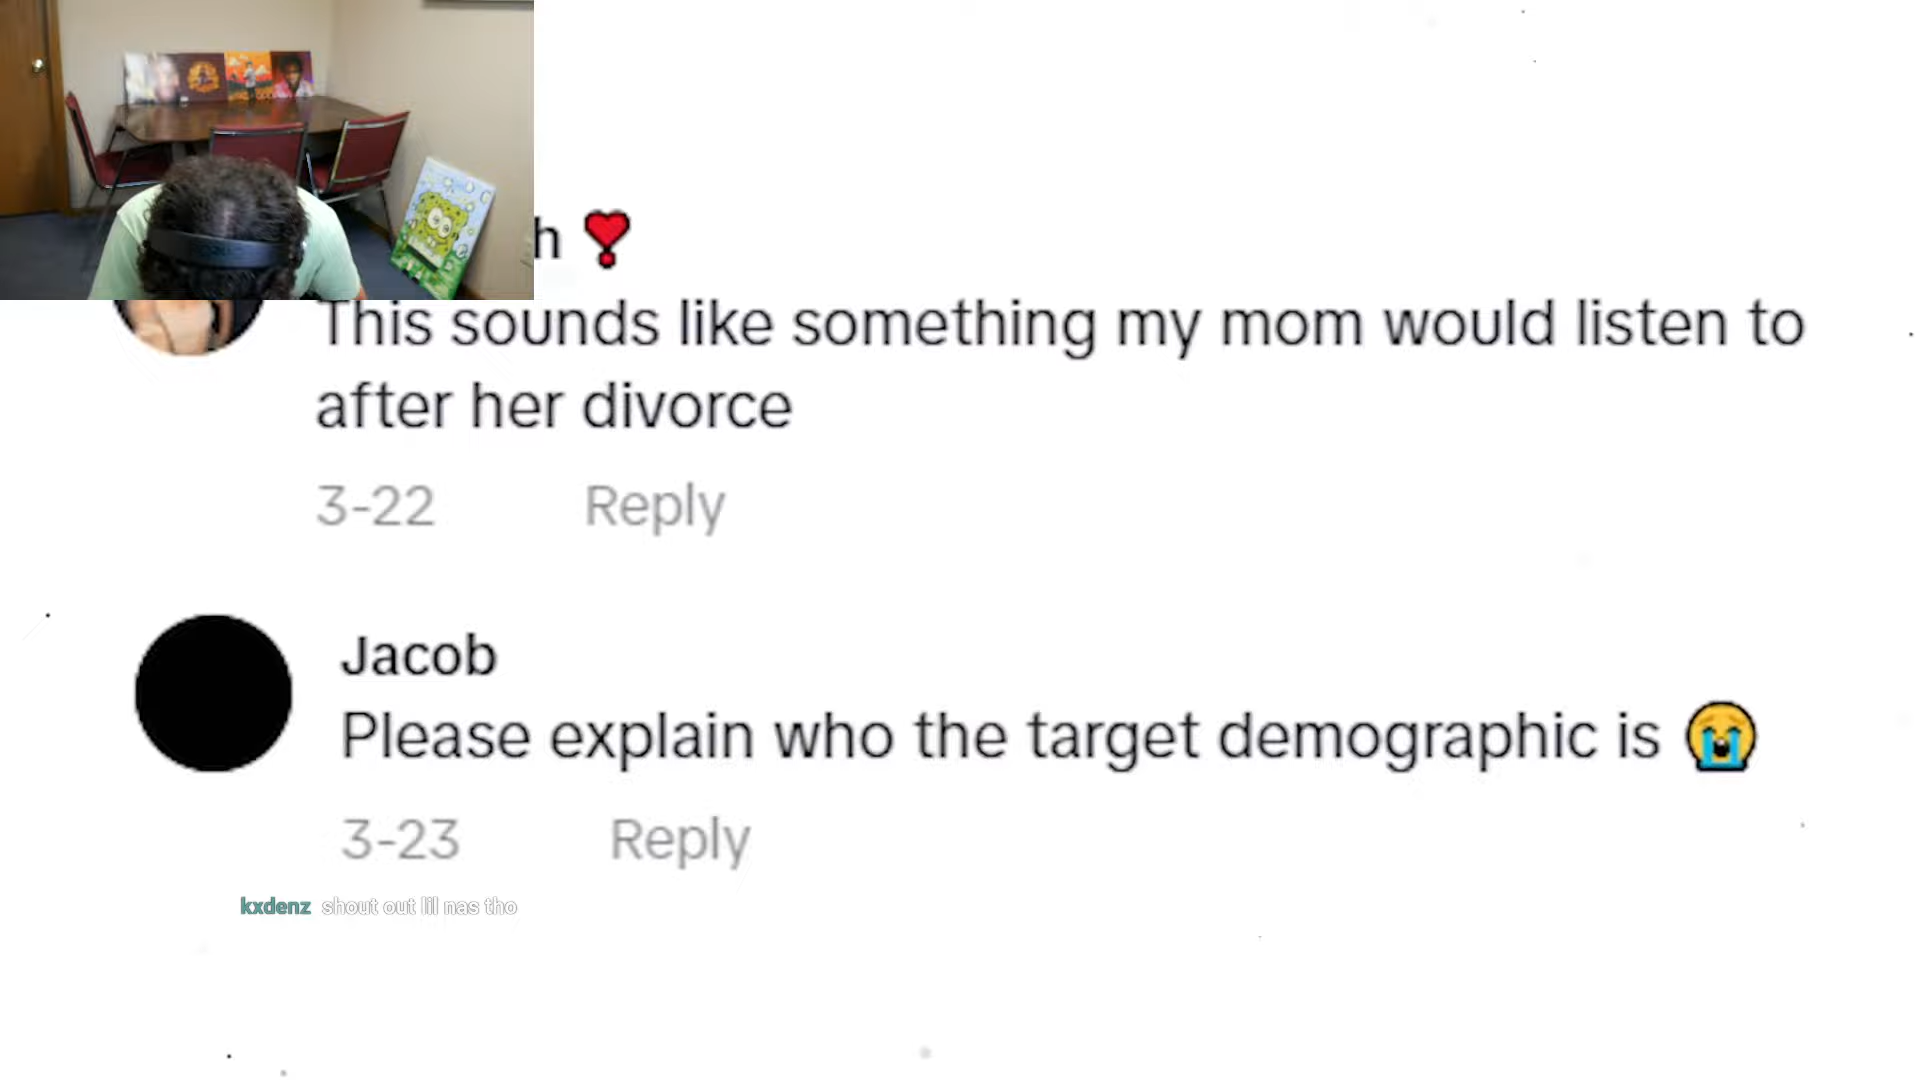 h ❣
This sounds like something my mom would listen to
after her divorce
3-22 Reply
Jacob
Please explain who the target demographic is 😭
3-23 Reply
kxdenz shout out lil nas tho